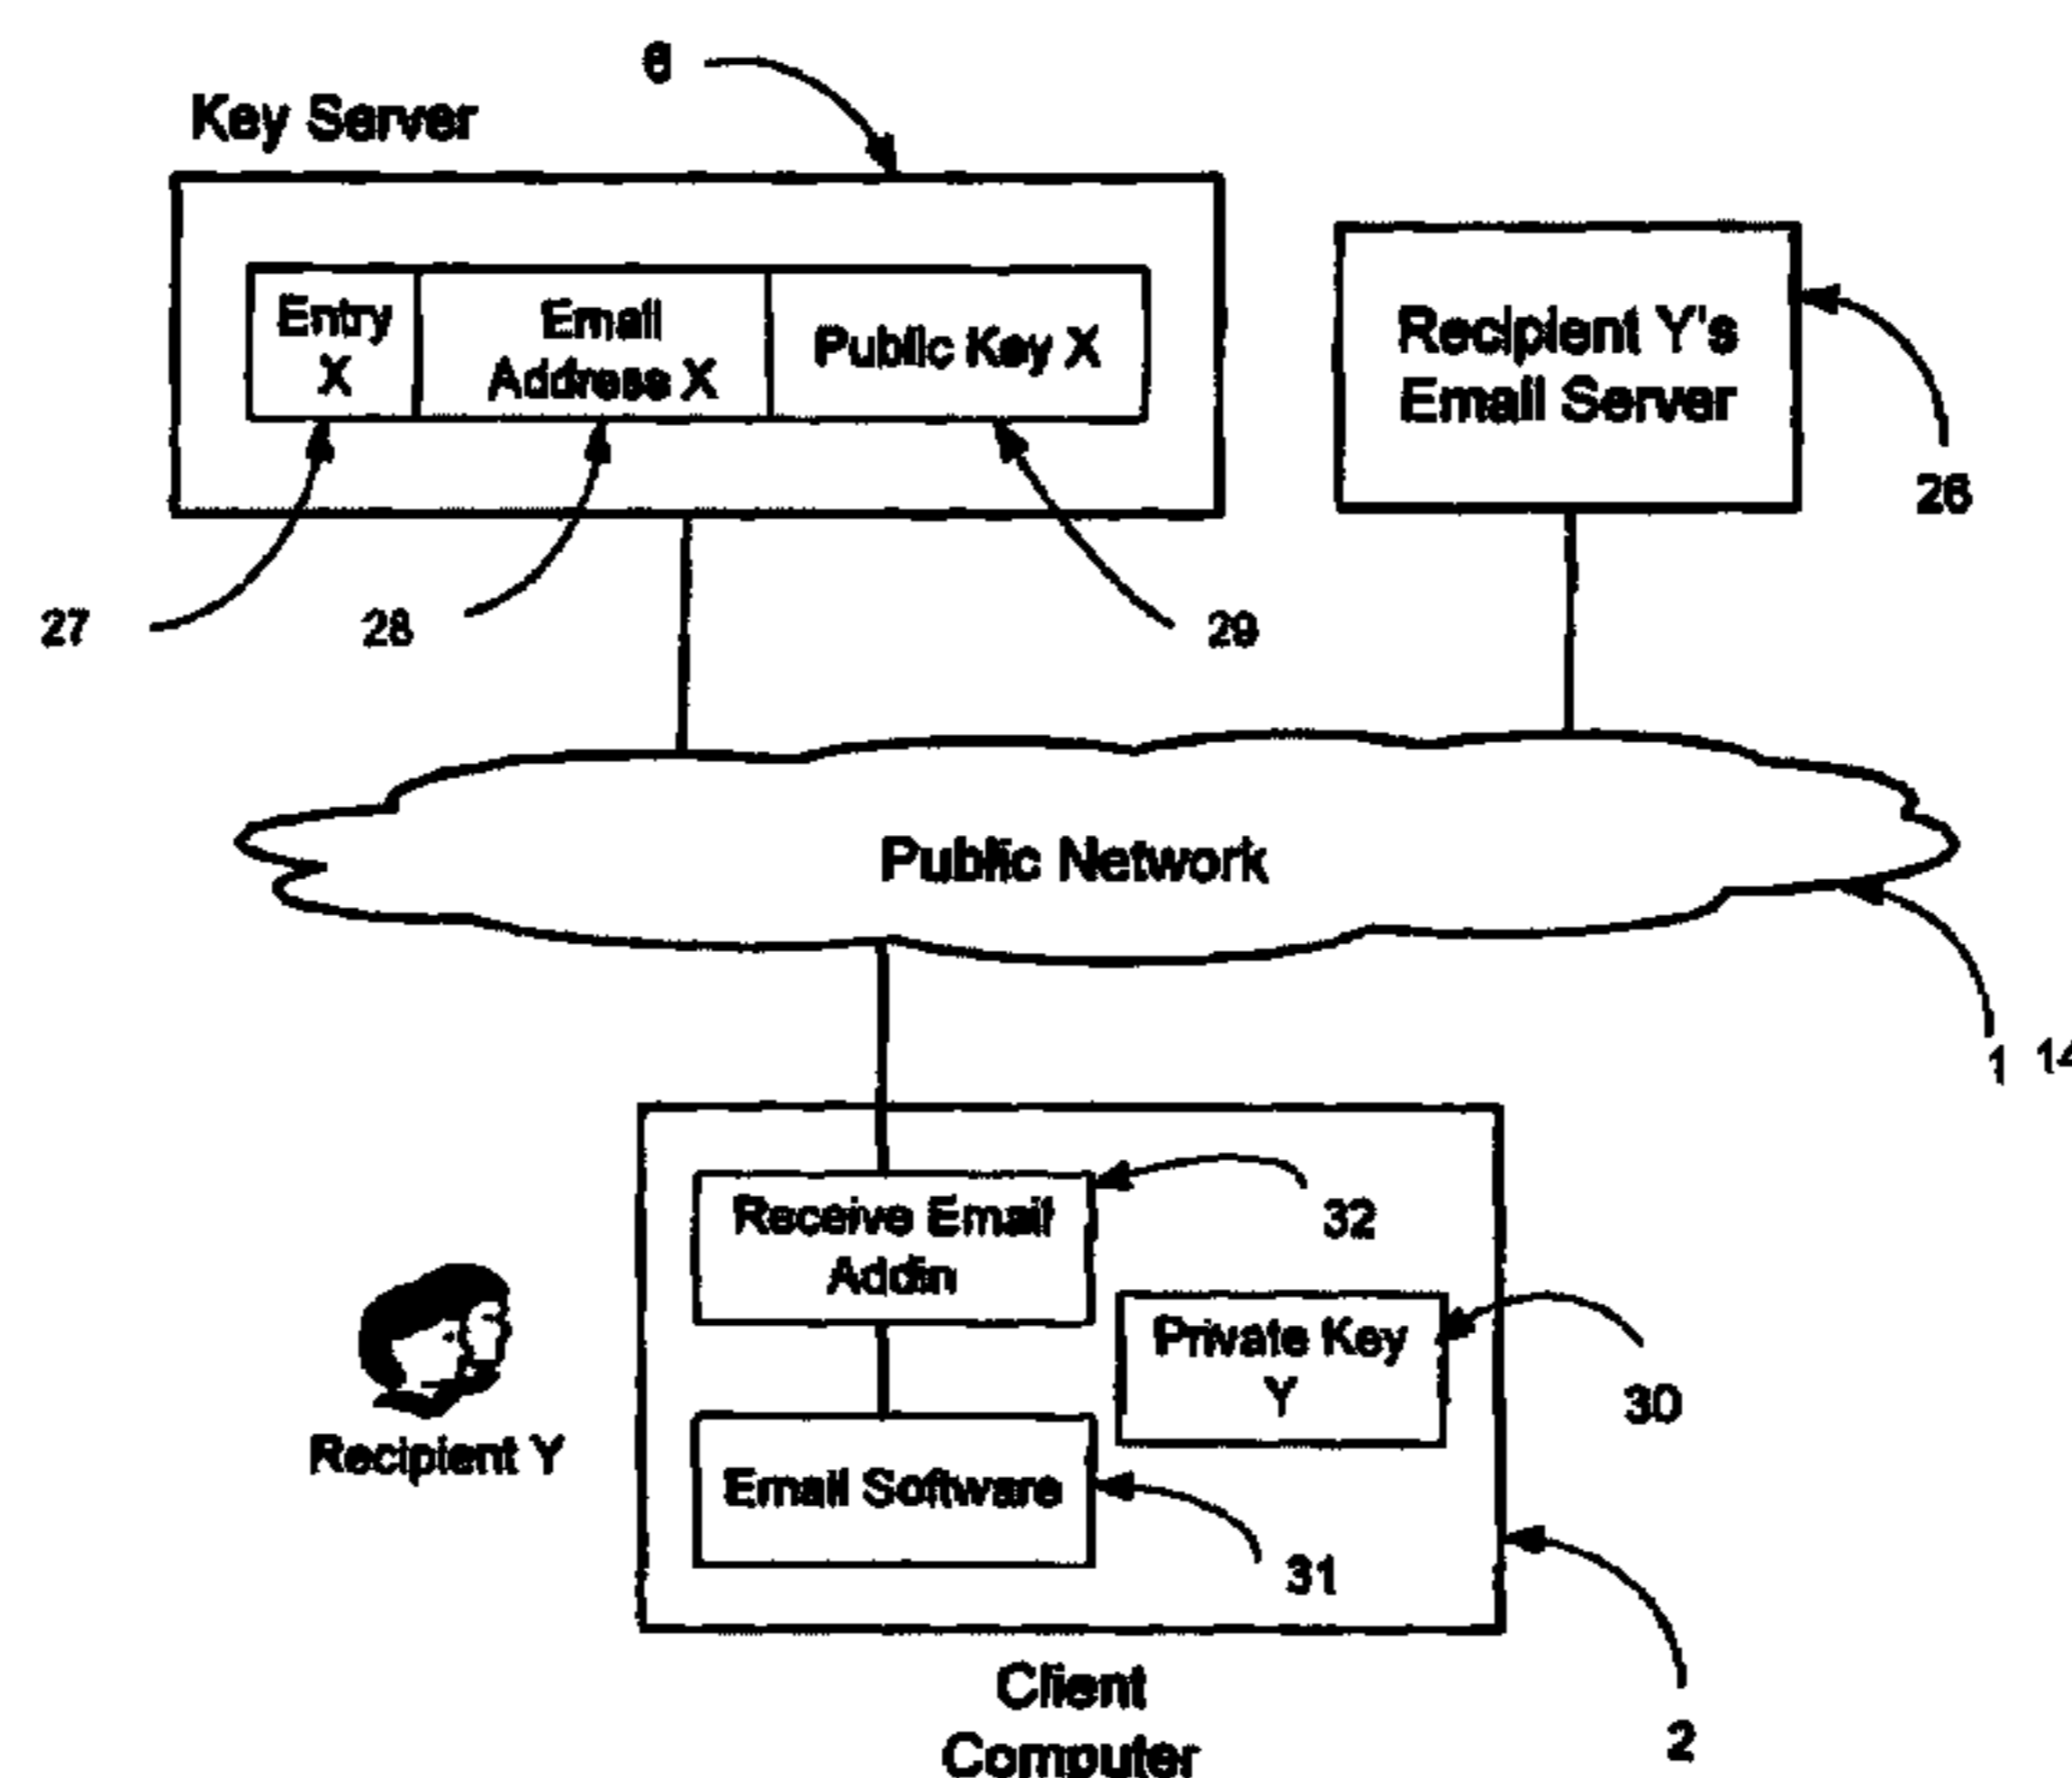 6
Key Server
Entry
X
Email
Address X
Public Key X
Recipient Y's
Email Server
26
27
28
29
Public Network
1
14
Receive Email
Addin
32
Private Key
Y
30
Recipient Y
Email Software
31
Client
Computer
2